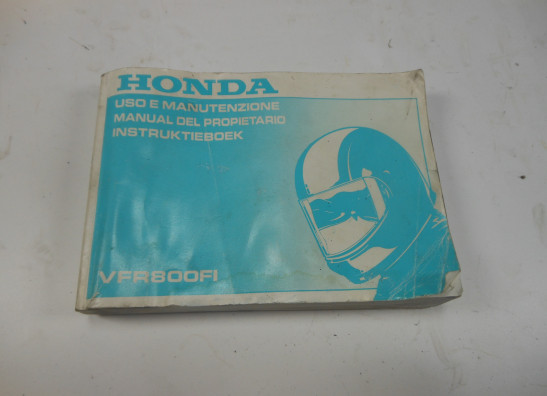 HONDA
USO E MANUTENZIONE
MANUAL DEL PROPIETARIO
INSTRUKTIEBOEK
VFR800FI